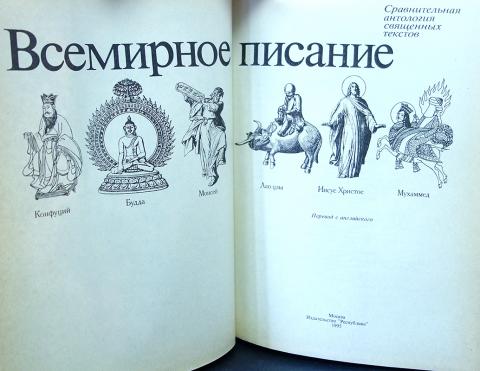 Сравнительная
антология
священных
текстов
Всемирное писание
Конфуций
Будда
Моисей
Лао-цзы
Иисус Христос
Мухаммед
Перевод с английского
Москва
Издательство "Республика"
1995